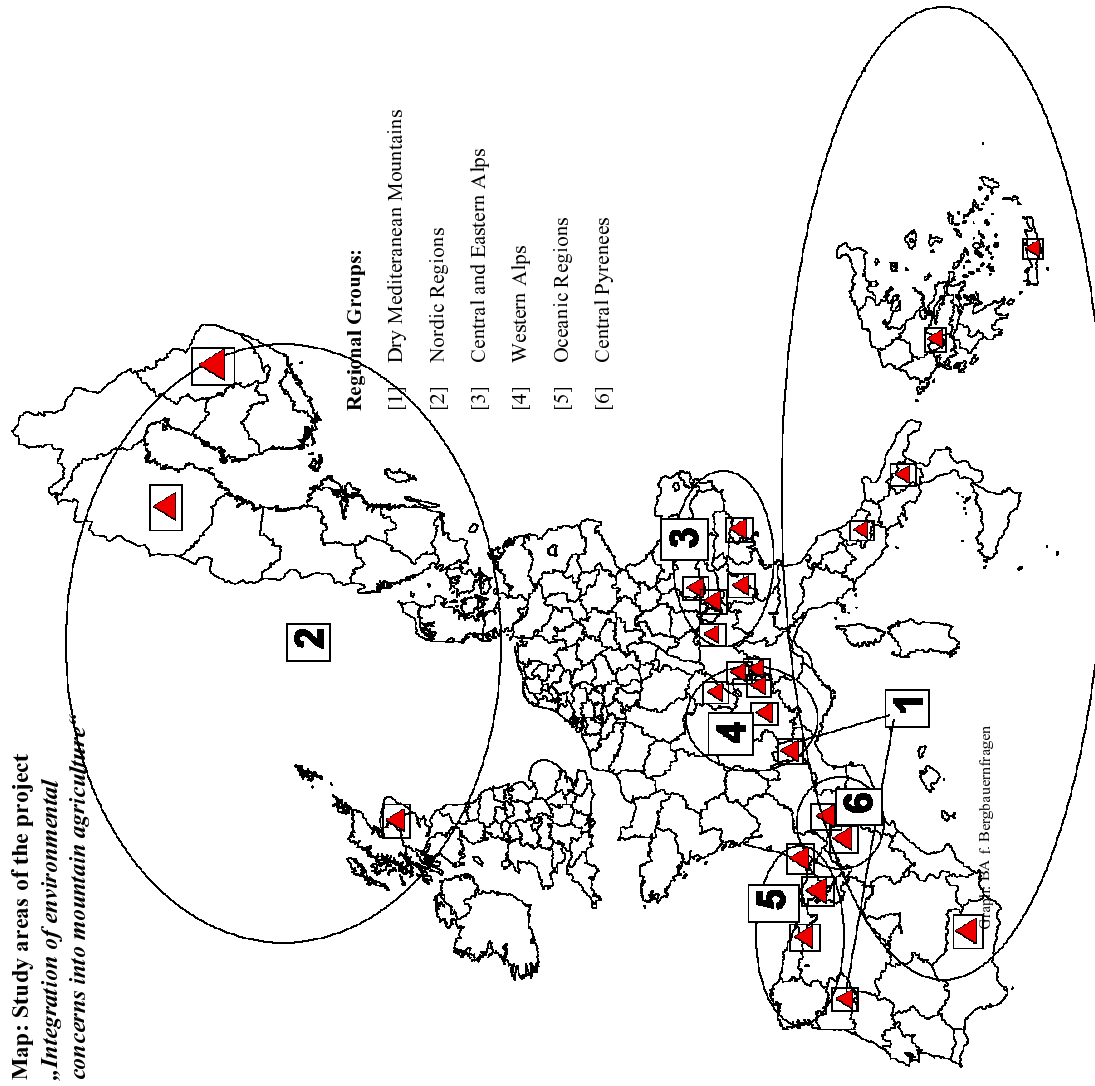 Map: Study areas of the project
„Integration of environmental
concerns into mountain agriculture“
Regional Groups:
[1] Dry Mediteranean Mountains
[2] Nordic Regions
[3] Central and Eastern Alps
[4] Western Alps
[5] Oceanic Regions
[6] Central Pyrenees
2
3
4
1
6
5
Graph: BA f. Bergbauernfragen